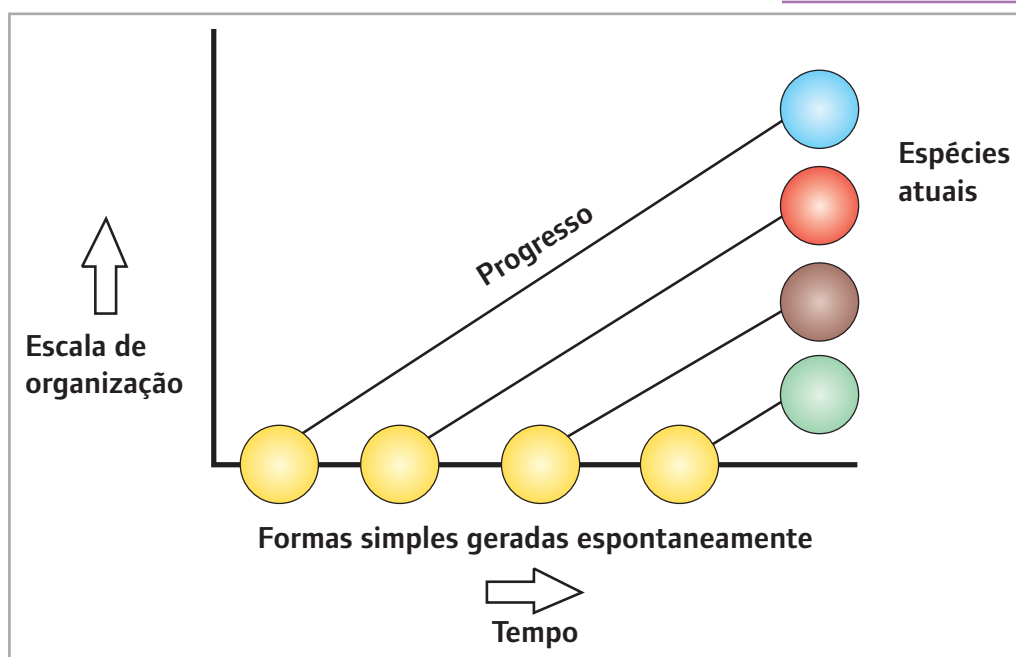 Progresso
Espécies
atuais
Escala de
organização
Formas simples geradas espontaneamente
Tempo